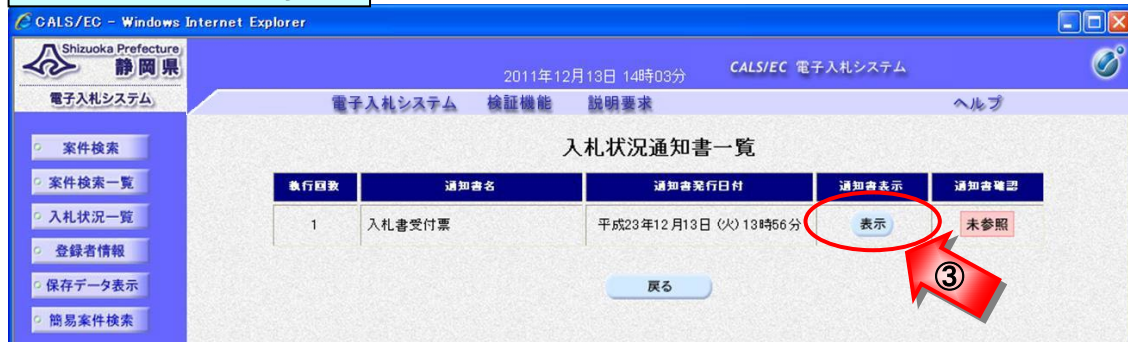 CALS/EC - Windows Internet Explorer
Shizuoka Prefecture
静岡県
電子入札システム
2011年12月13日 14時03分
CALS/EC 電子入札システム
電子入札システム 検証機能 説明要求 ヘルプ
案件検索
案件検索一覧
入札状況一覧
登録者情報
保存データ表示
簡易案件検索
入札状況通知書一覧
執行回数 通知書名 通知書発行日付 通知書表示 通知書確認
1 入札書受付票 平成23年12月13日 (火) 13時56分 表示 未参照
③
戻る